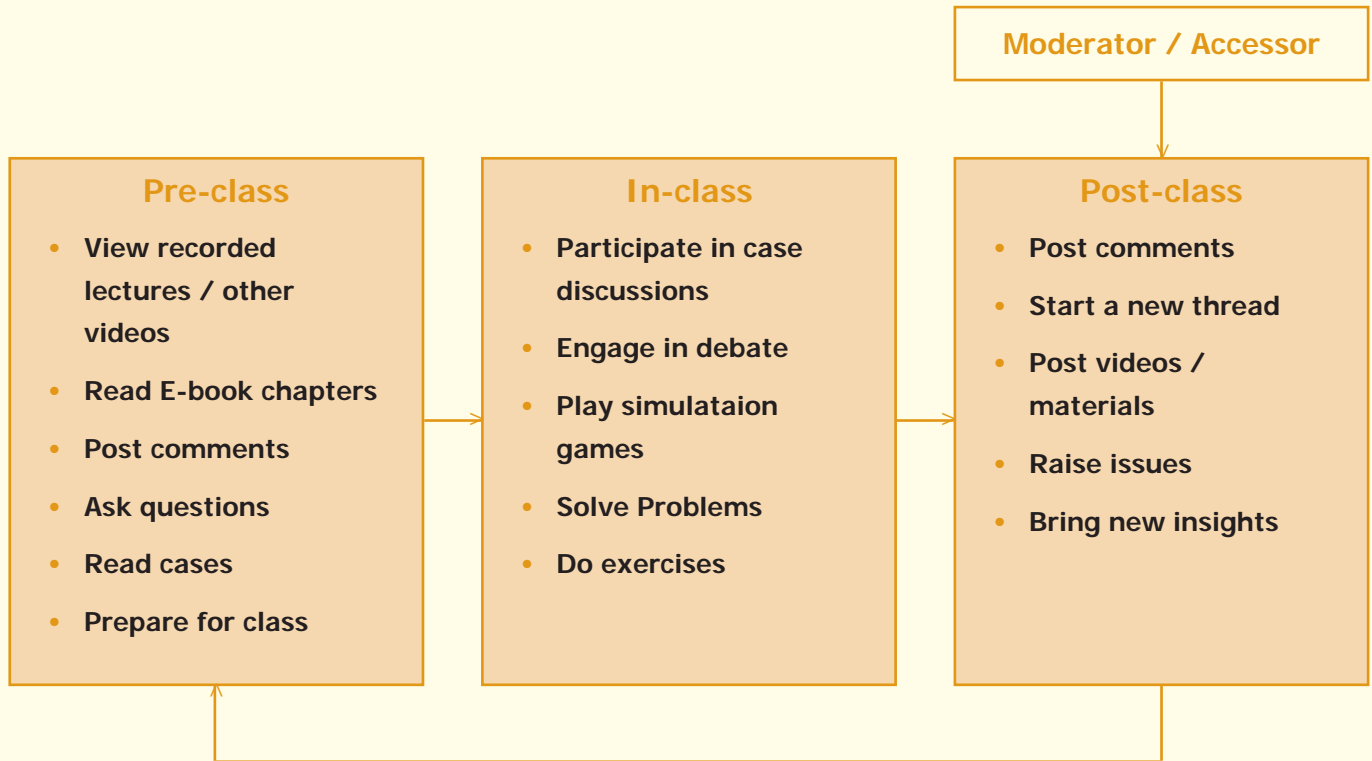 Moderator / Accessor
Pre-class
• View recorded
lectures / other
videos
• Read E-book chapters
• Post comments
• Ask questions
• Read cases
• Prepare for class
In-class
• Participate in case
discussions
• Engage in debate
• Play simulataion
games
• Solve Problems
• Do exercises
Post-class
• Post comments
• Start a new thread
• Post videos /
materials
• Raise issues
• Bring new insights